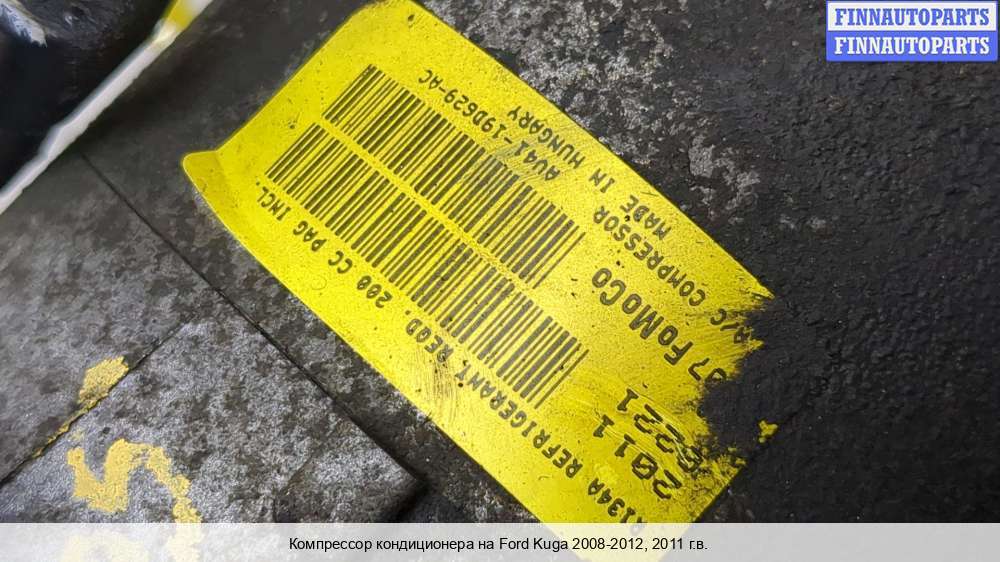 FINNAUTOPARTS
FINNAUTOPARTS
R134A REFRIGERANT REQD. 200 CC PAG INCL.
2011
6221
FoMoCo
A/C COMPRESSOR
MADE IN HUNGARY
AV41-19D629-AC
Компрессор кондиционера на Ford Kuga 2008-2012, 2011 г.в.